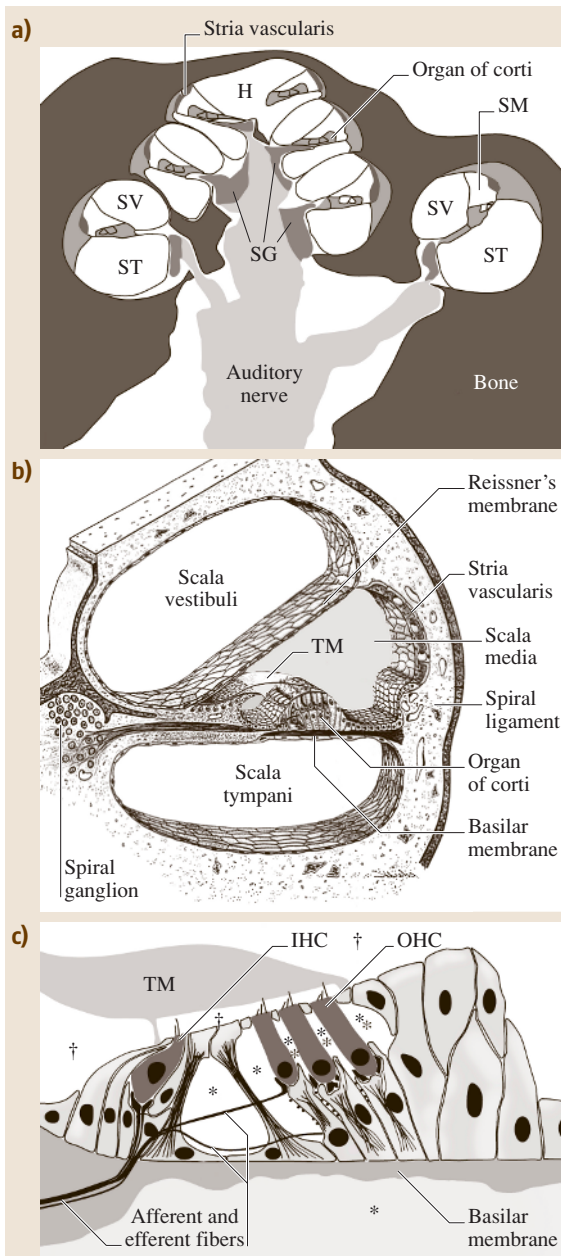 a)
Stria vascularis
Organ of corti
H
SM
SV
SV
ST
SG
ST
Auditory
nerve
Bone
b)
Reissner's
membrane
Scala
vestibuli
Stria
vascularis
TM
Scala
media
Spiral
ligament
Scala
tympani
Organ
of corti
Basilar
membrane
Spiral
ganglion
c)
IHC
†
OHC
TM
†
†
*
*
*
*
*
*
*
*
Afferent and
efferent fibers
*
Basilar
membrane